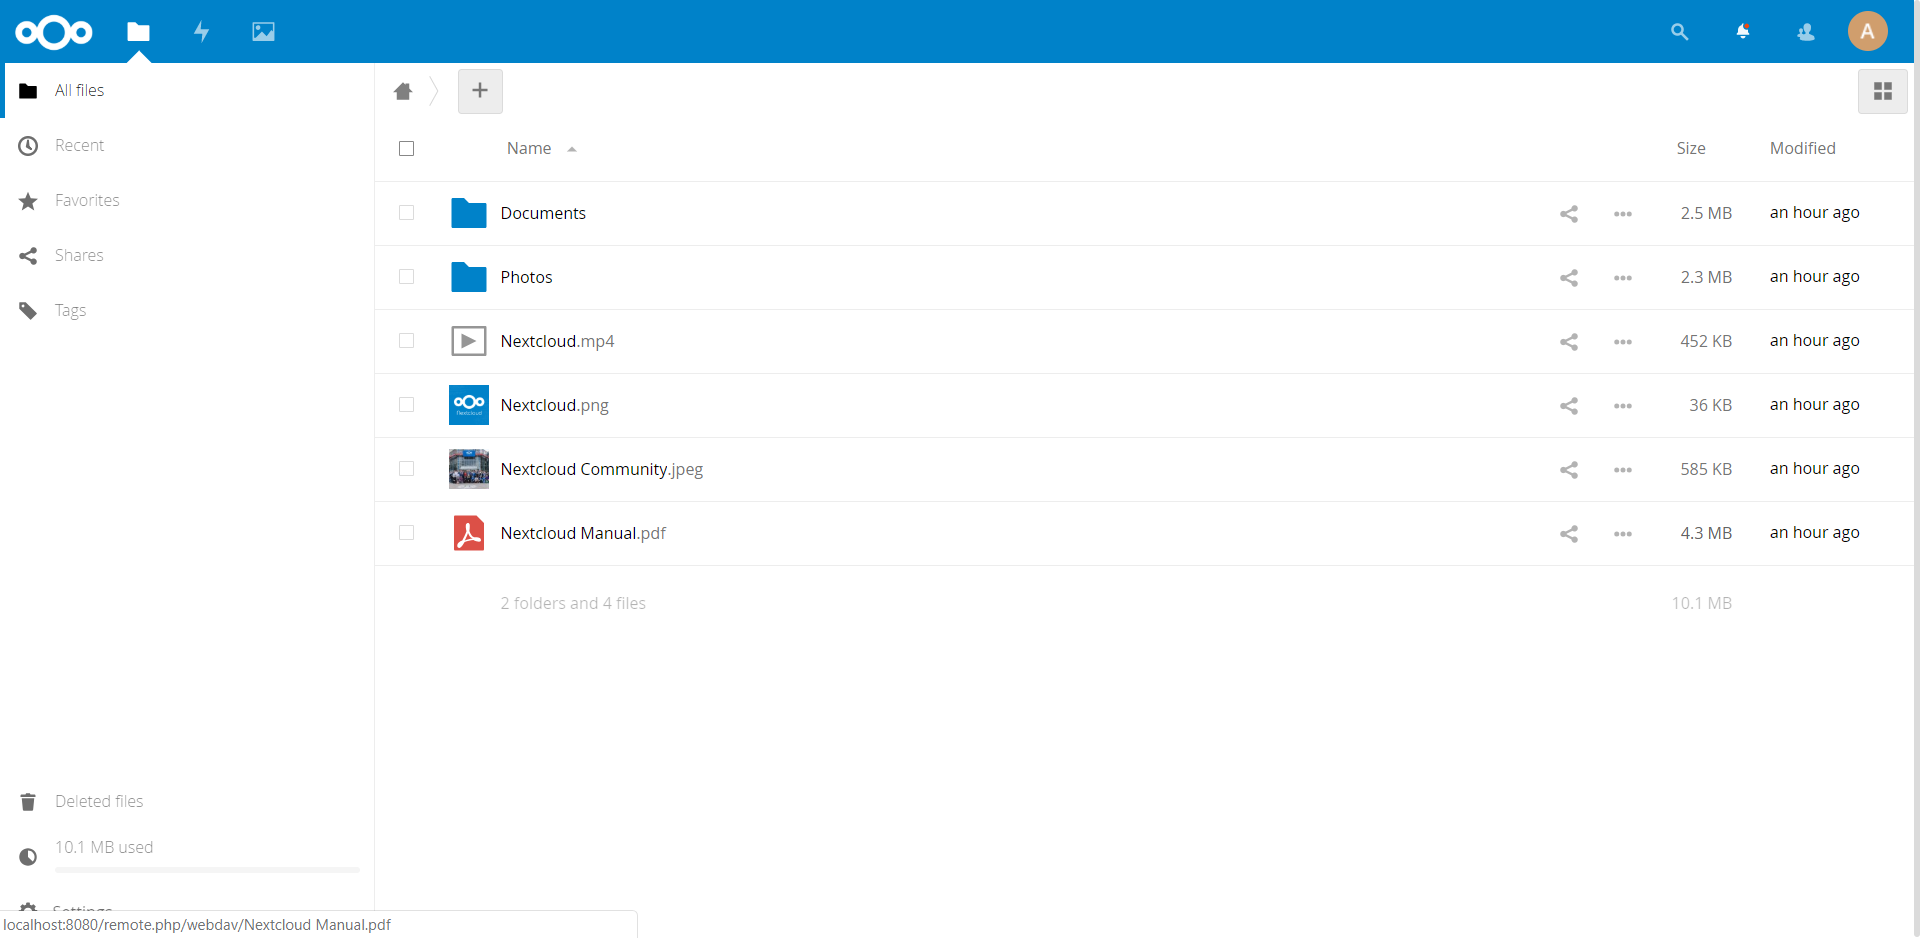 A
All files
Recent
Favorites
Shares
Tags
+
Name Size Modified
Documents 2.5 MB an hour ago
Photos 2.3 MB an hour ago
Nextcloud.mp4 452 KB an hour ago
Nextcloud.png 36 KB an hour ago
Nextcloud Community.jpeg 585 KB an hour ago
Nextcloud Manual.pdf 4.3 MB an hour ago
2 folders and 4 files 10.1 MB
Deleted files
10.1 MB used
Settings
localhost:8080/remote.php/webdav/Nextcloud Manual.pdf